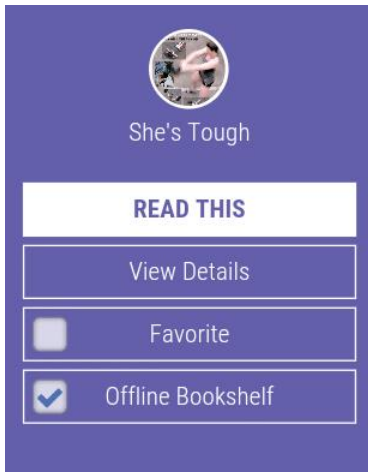 She's Tough
READ THIS
View Details
Favorite
Offline Bookshelf